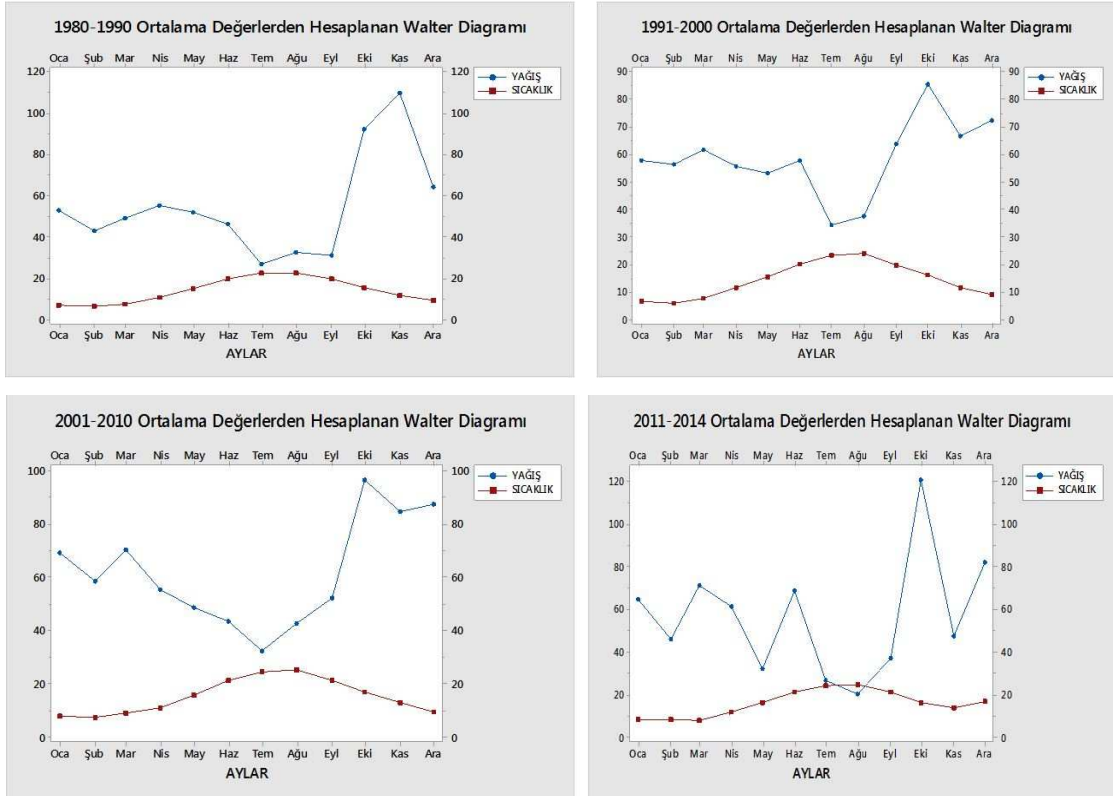 1980-1990 Ortalama Değerlerden Hesaplanan Walter Diagramı
Oca Şub Mar Nis May Haz Tem Ağu Eyl Eki Kas Ara
120 120
100 100
80 80
60 60
40 40
20 20
0 0
Oca Şub Mar Nis May Haz Tem Ağu Eyl Eki Kas Ara
AYLAR
YAĞIŞ
SICAKLIK
1991-2000 Ortalama Değerlerden Hesaplanan Walter Diagramı
Oca Şub Mar Nis May Haz Tem Ağu Eyl Eki Kas Ara
90 90
80 80
70 70
60 60
50 50
40 40
30 30
20 20
10 10
0 0
Oca Şub Mar Nis May Haz Tem Ağu Eyl Eki Kas Ara
AYLAR
YAĞIŞ
SICAKLIK
2001-2010 Ortalama Değerlerden Hesaplanan Walter Diagramı
Oca Şub Mar Nis May Haz Tem Ağu Eyl Eki Kas Ara
100 100
80 80
60 60
40 40
20 20
0 0
Oca Şub Mar Nis May Haz Tem Ağu Eyl Eki Kas Ara
AYLAR
YAĞIŞ
SICAKLIK
2011-2014 Ortalama Değerlerden Hesaplanan Walter Diagramı
Oca Şub Mar Nis May Haz Tem Ağu Eyl Eki Kas Ara
120 120
100 100
80 80
60 60
40 40
20 20
0 0
Oca Şub Mar Nis May Haz Tem Ağu Eyl Eki Kas Ara
AYLAR
YAĞIŞ
SICAKLIK